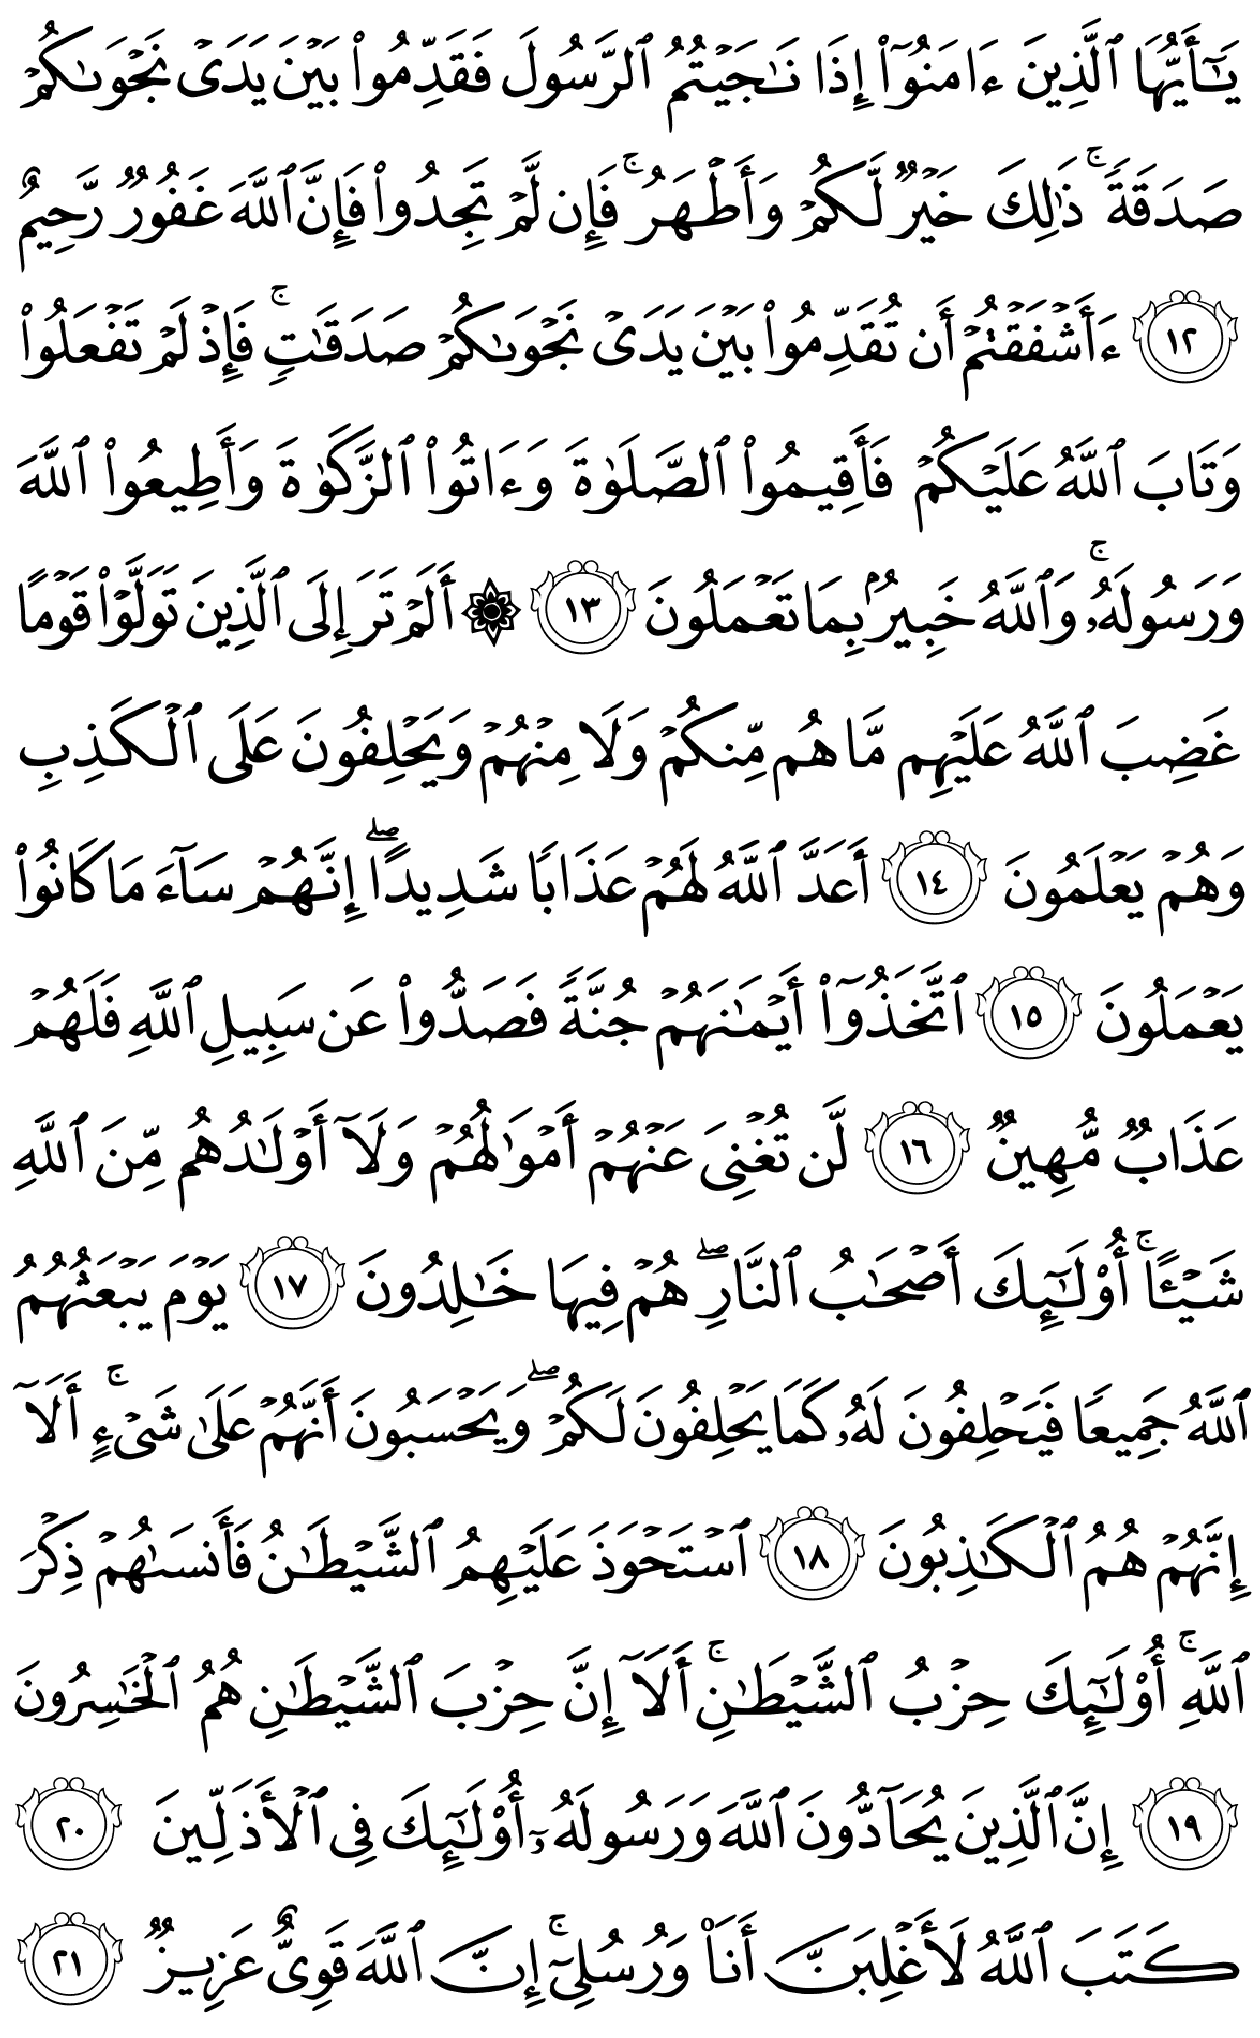 يَـٰٓأَيُّهَا ٱلَّذِينَ ءَامَنُوٓا۟ إِذَا نَـٰجَيْتُمُ ٱلرَّسُولَ فَقَدِّمُوا۟ بَيْنَ يَدَىْ نَجْوَىٰكُمْ
صَدَقَةً ۚ ذَٰلِكَ خَيْرٌ لَّكُمْ وَأَطْهَرُ ۚ فَإِن لَّمْ تَجِدُوا۟ فَإِنَّ ٱللَّهَ غَفُورٌ رَّحِيمٌ
١٢ ءَأَشْفَقْتُمْ أَن تُقَدِّمُوا۟ بَيْنَ يَدَىْ نَجْوَىٰكُمْ صَدَقَـٰتٍ ۚ فَإِذْ لَمْ تَفْعَلُوا۟
وَتَابَ ٱللَّهُ عَلَيْكُمْ فَأَقِيمُوا۟ ٱلصَّلَوٰةَ وَءَاتُوا۟ ٱلزَّكَوٰةَ وَأَطِيعُوا۟ ٱللَّهَ
وَرَسُولَهُۥ ۚ وَٱللَّهُ خَبِيرٌۢ بِمَا تَعْمَلُونَ ١٣ ۞ أَلَمْ تَرَ إِلَى ٱلَّذِينَ تَوَلَّوْا۟ قَوْمًا
غَضِبَ ٱللَّهُ عَلَيْهِم مَّا هُم مِّنكُمْ وَلَا مِنْهُمْ وَيَحْلِفُونَ عَلَى ٱلْكَذِبِ
وَهُمْ يَعْلَمُونَ ١٤ أَعَدَّ ٱللَّهُ لَهُمْ عَذَابًا شَدِيدًا ۖ إِنَّهُمْ سَآءَ مَا كَانُوا۟
يَعْمَلُونَ ١٥ ٱتَّخَذُوٓا۟ أَيْمَـٰنَهُمْ جُنَّةً فَصَدُّوا۟ عَن سَبِيلِ ٱللَّهِ فَلَهُمْ
عَذَابٌ مُّهِينٌ ١٦ لَّن تُغْنِىَ عَنْهُمْ أَمْوَٰلُهُمْ وَلَآ أَوْلَـٰدُهُم مِّنَ ٱللَّهِ
شَيْـًٔا ۚ أُو۟لَـٰٓئِكَ أَصْحَـٰبُ ٱلنَّارِ ۖ هُمْ فِيهَا خَـٰلِدُونَ ١٧ يَوْمَ يَبْعَثُهُمُ
ٱللَّهُ جَمِيعًا فَيَحْلِفُونَ لَهُۥ كَمَا يَحْلِفُونَ لَكُمْ ۖ وَيَحْسَبُونَ أَنَّهُمْ عَلَىٰ شَىْءٍ ۚ أَلَآ
إِنَّهُمْ هُمُ ٱلْكَـٰذِبُونَ ١٨ ٱسْتَحْوَذَ عَلَيْهِمُ ٱلشَّيْطَـٰنُ فَأَنسَىٰهُمْ ذِكْرَ
ٱللَّهِ ۚ أُو۟لَـٰٓئِكَ حِزْبُ ٱلشَّيْطَـٰنِ ۚ أَلَآ إِنَّ حِزْبَ ٱلشَّيْطَـٰنِ هُمُ ٱلْخَـٰسِرُونَ
١٩ إِنَّ ٱلَّذِينَ يُحَآدُّونَ ٱللَّهَ وَرَسُولَهُۥٓ أُو۟لَـٰٓئِكَ فِى ٱلْأَذَلِّينَ ٢٠
كَتَبَ ٱللَّهُ لَأَغْلِبَنَّ أَنَا۠ وَرُسُلِىٓ ۚ إِنَّ ٱللَّهَ قَوِىٌّ عَزِيزٌ ٢١